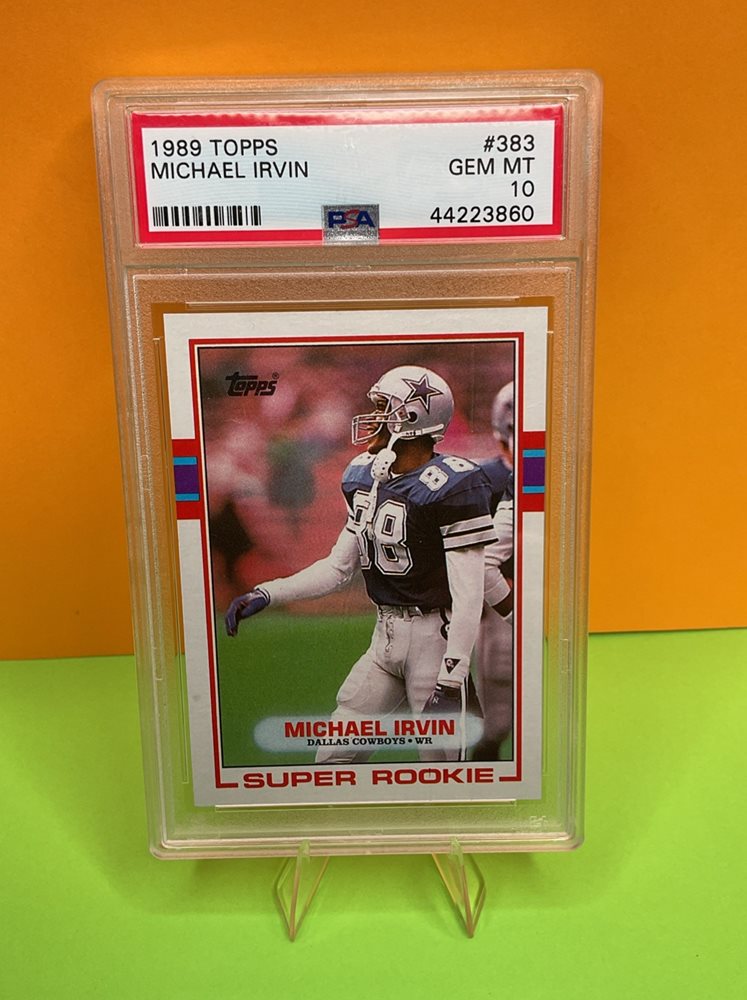 1989 TOPPS #383
MICHAEL IRVIN GEM MT
10
PSA 44223860
Topps®
88
88
MICHAEL IRVIN
DALLAS COWBOYS • WR
SUPER ROOKIE